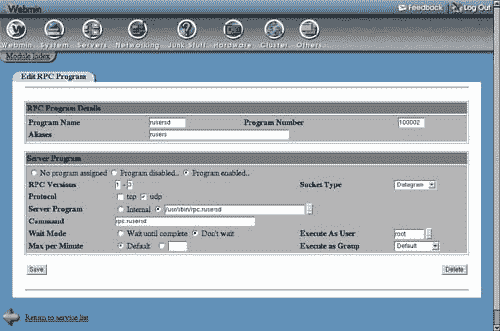 Webmin
Feedback Log Out
Webmin System Servers Networking Junk Stuff Hardware Cluster Others
Module Index
Edit RPC Program
RPC Program Details
Program Name rusersd Program Number 100002
Aliases rusers
Server Program
No program assigned Program disabled.. Program enabled..
RPC Versions 1 - 3 Socket Type Datagram
Protocol tcp udp
Server Program Internal /usr/sbin/rpc.rusersd
Command rpc.rusersd
Wait Mode Wait until complete Don't wait Execute As User root
Max per Minute Default Execute as Group Default
Save Delete
Return to service list